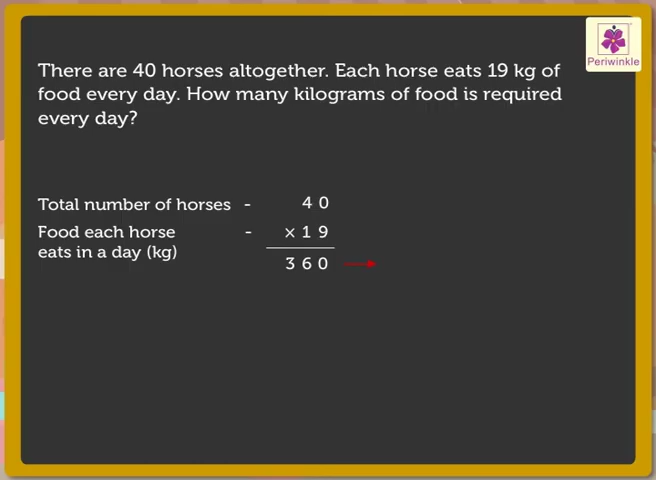 Periwinkle
There are 40 horses altogether. Each horse eats 19 kg of
food every day. How many kilograms of food is required
every day?
Total number of horses - 4 0
Food each horse - × 1 9
eats in a day (kg)
3 6 0